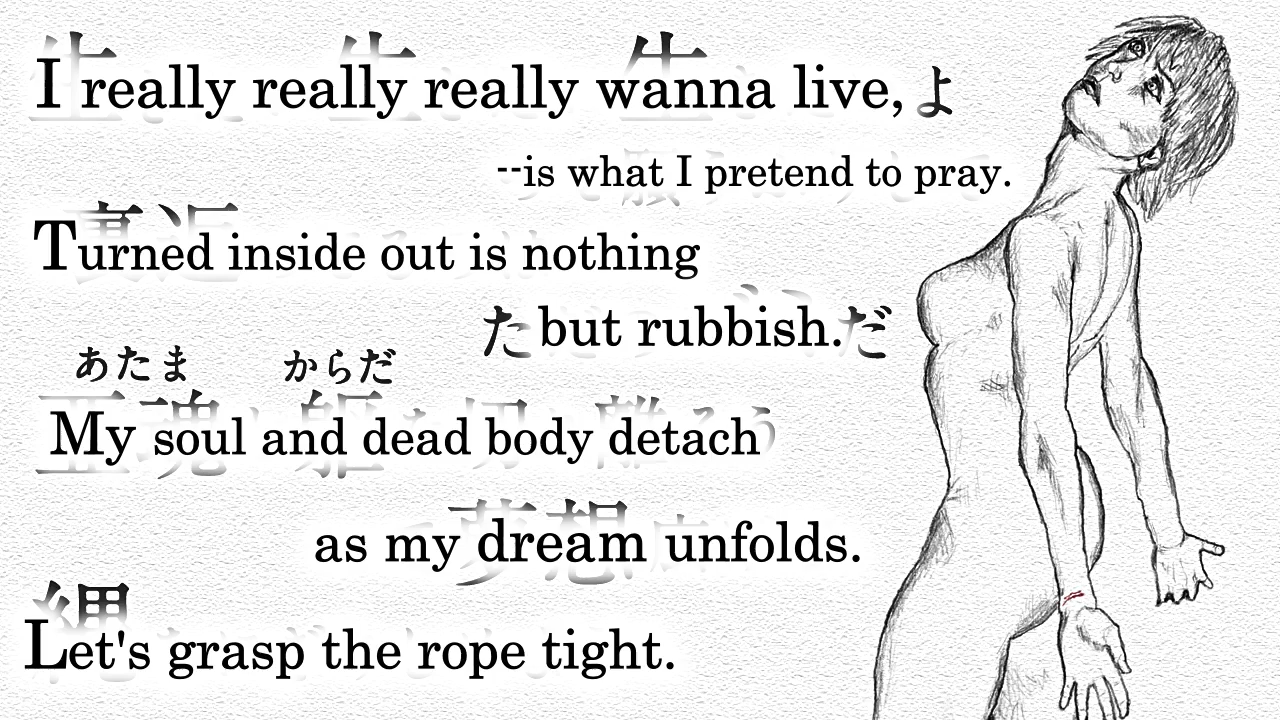 I really really really wanna live,よ
--is what I pretend to pray.
Turned inside out is nothing
た but rubbish.だ
あたま からだ
My soul and dead body detach
as my dream unfolds.
Let's grasp the rope tight.